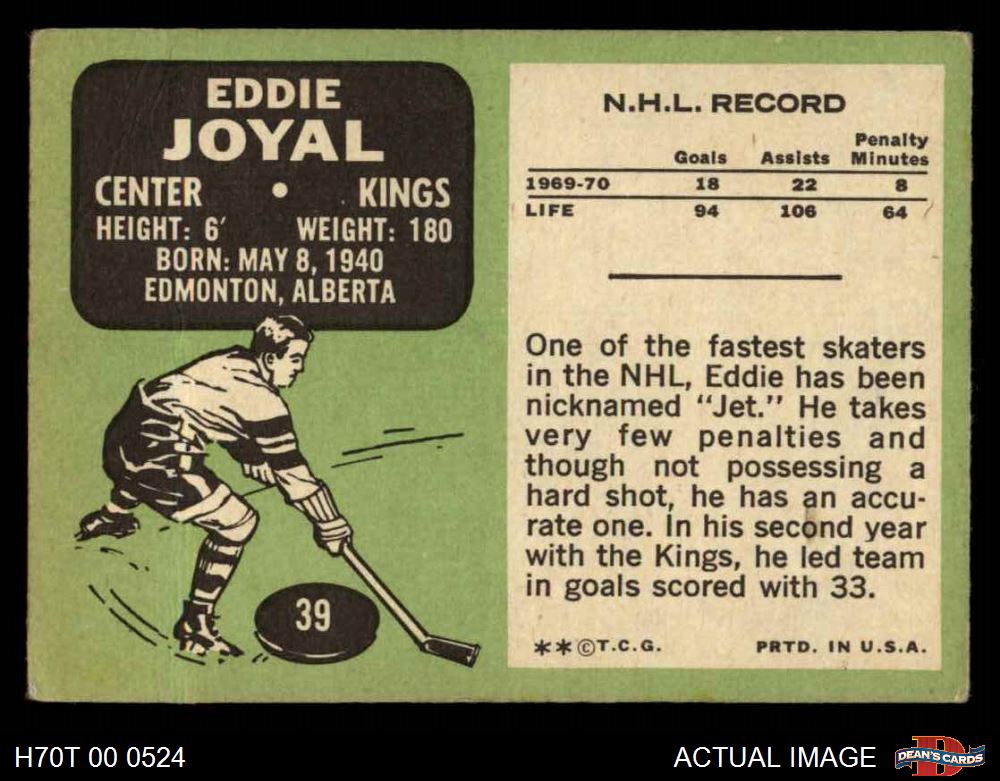 EDDIE
JOYAL
CENTER • KINGS
HEIGHT: 6′ WEIGHT: 180
BORN: MAY 8, 1940
EDMONTON, ALBERTA
39
N.H.L. RECORD
Goals Assists Penalty Minutes
1969-70 18 22 8
LIFE 94 106 64
One of the fastest skaters
in the NHL, Eddie has been
nicknamed “Jet.” He takes
very few penalties and
though not possessing a
hard shot, he has an accu-
rate one. In his second year
with the Kings, he led team
in goals scored with 33.
**©T.C.G. PRTD. IN U.S.A.
H70T 00 0524
ACTUAL IMAGE
D
DEAN'S CARDS